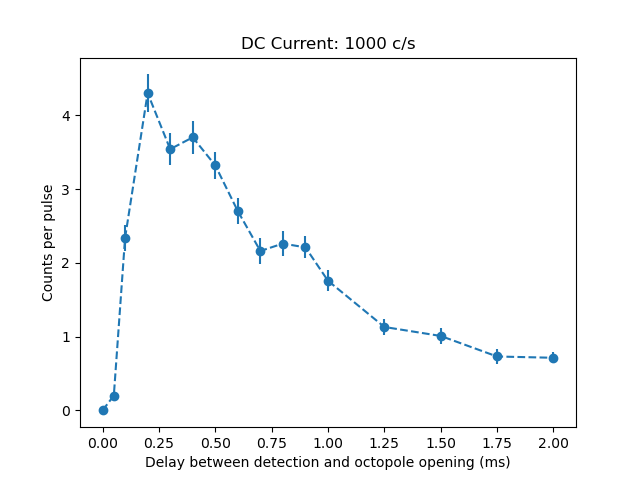 DC Current: 1000 c/s
4
3
2
1
0
Counts per pulse
0.00 0.25 0.50 0.75 1.00 1.25 1.50 1.75 2.00
Delay between detection and octopole opening (ms)